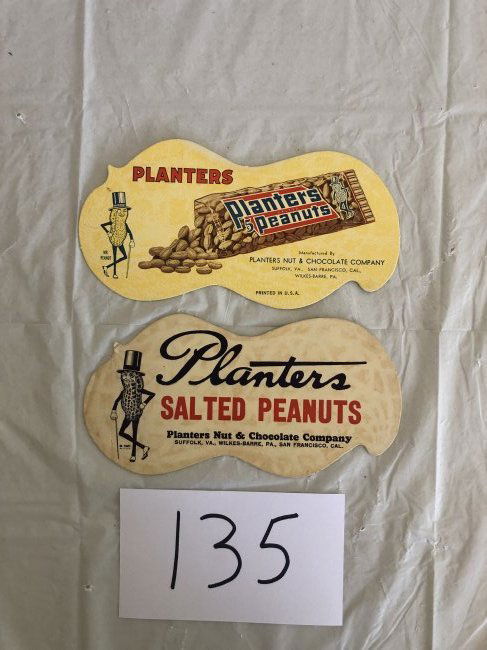 PLANTERS
Planters
5¢ Peanuts
MR. PEANUT
Manufactured By
PLANTERS NUT & CHOCOLATE COMPANY
SUFFOLK, VA., SAN FRANCISCO, CAL.,
WILKES-BARRE, PA.
PRINTED IN U.S.A.
Planters
SALTED PEANUTS
Planters Nut & Chocolate Company
SUFFOLK, VA., WILKES-BARRE, PA., SAN FRANCISCO, CAL.
135